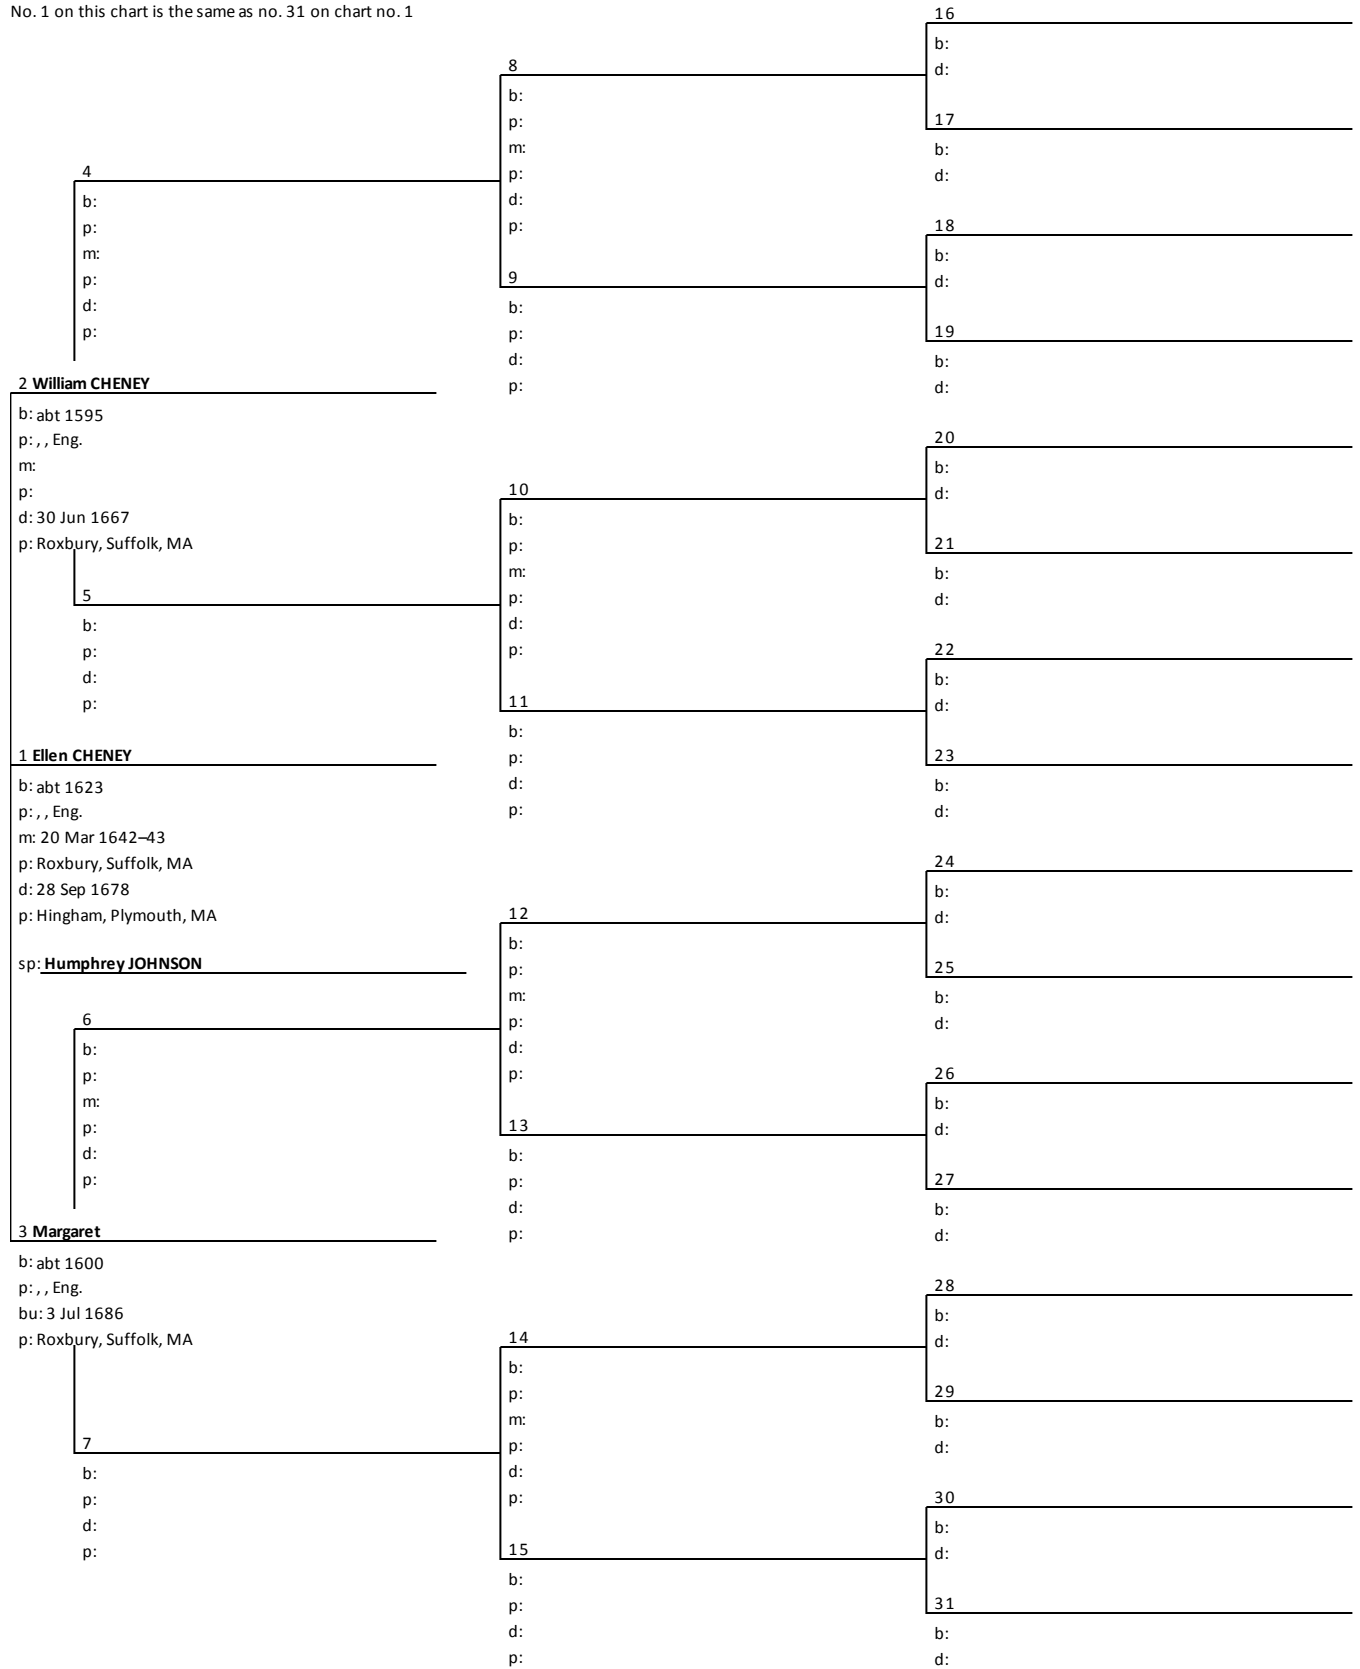 No. 1 on this chart is the same as no. 31 on chart no. 1
16
b:
d:
8
b:
p:
m:
p:
d:
p:
17
b:
d:
4
b:
p:
m:
p:
d:
p:
18
b:
d:
9
b:
p:
d:
p:
19
b:
d:
2 William CHENEY
b: abt 1595
p: , , Eng.
m:
p:
d: 30 Jun 1667
p: Roxbury, Suffolk, MA
20
b:
d:
10
b:
p:
m:
p:
d:
p:
21
b:
d:
5
b:
p:
d:
p:
22
b:
d:
11
b:
p:
d:
p:
23
b:
d:
1 Ellen CHENEY
b: abt 1623
p: , , Eng.
m: 20 Mar 1642–43
p: Roxbury, Suffolk, MA
d: 28 Sep 1678
p: Hingham, Plymouth, MA
sp: Humphrey JOHNSON
24
b:
d:
12
b:
p:
m:
p:
d:
p:
25
b:
d:
6
b:
p:
m:
p:
d:
p:
26
b:
d:
13
b:
p:
d:
p:
27
b:
d:
3 Margaret
b: abt 1600
p: , , Eng.
bu: 3 Jul 1686
p: Roxbury, Suffolk, MA
28
b:
d:
14
b:
p:
m:
p:
d:
p:
29
b:
d:
7
b:
p:
d:
p:
30
b:
d:
15
b:
p:
d:
p:
31
b:
d: